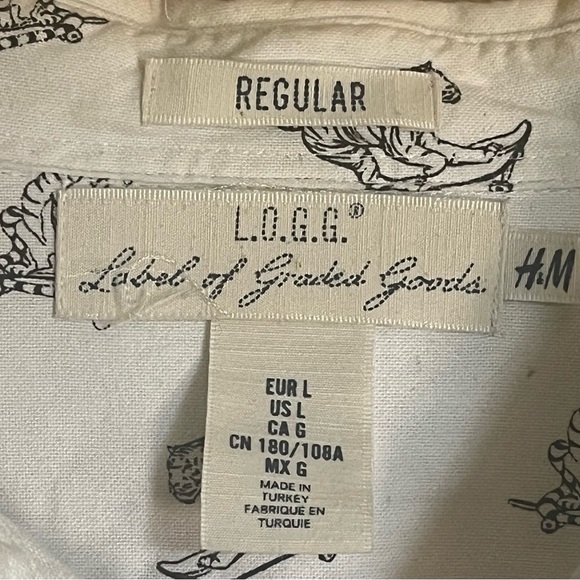 REGULAR
L.O.G.G.®
Label of Graded Goods
H&M
EUR L
US L
CA G
CN 180/108A
MX G
MADE IN
TURKEY
FABRIQUE EN
TURQUIE